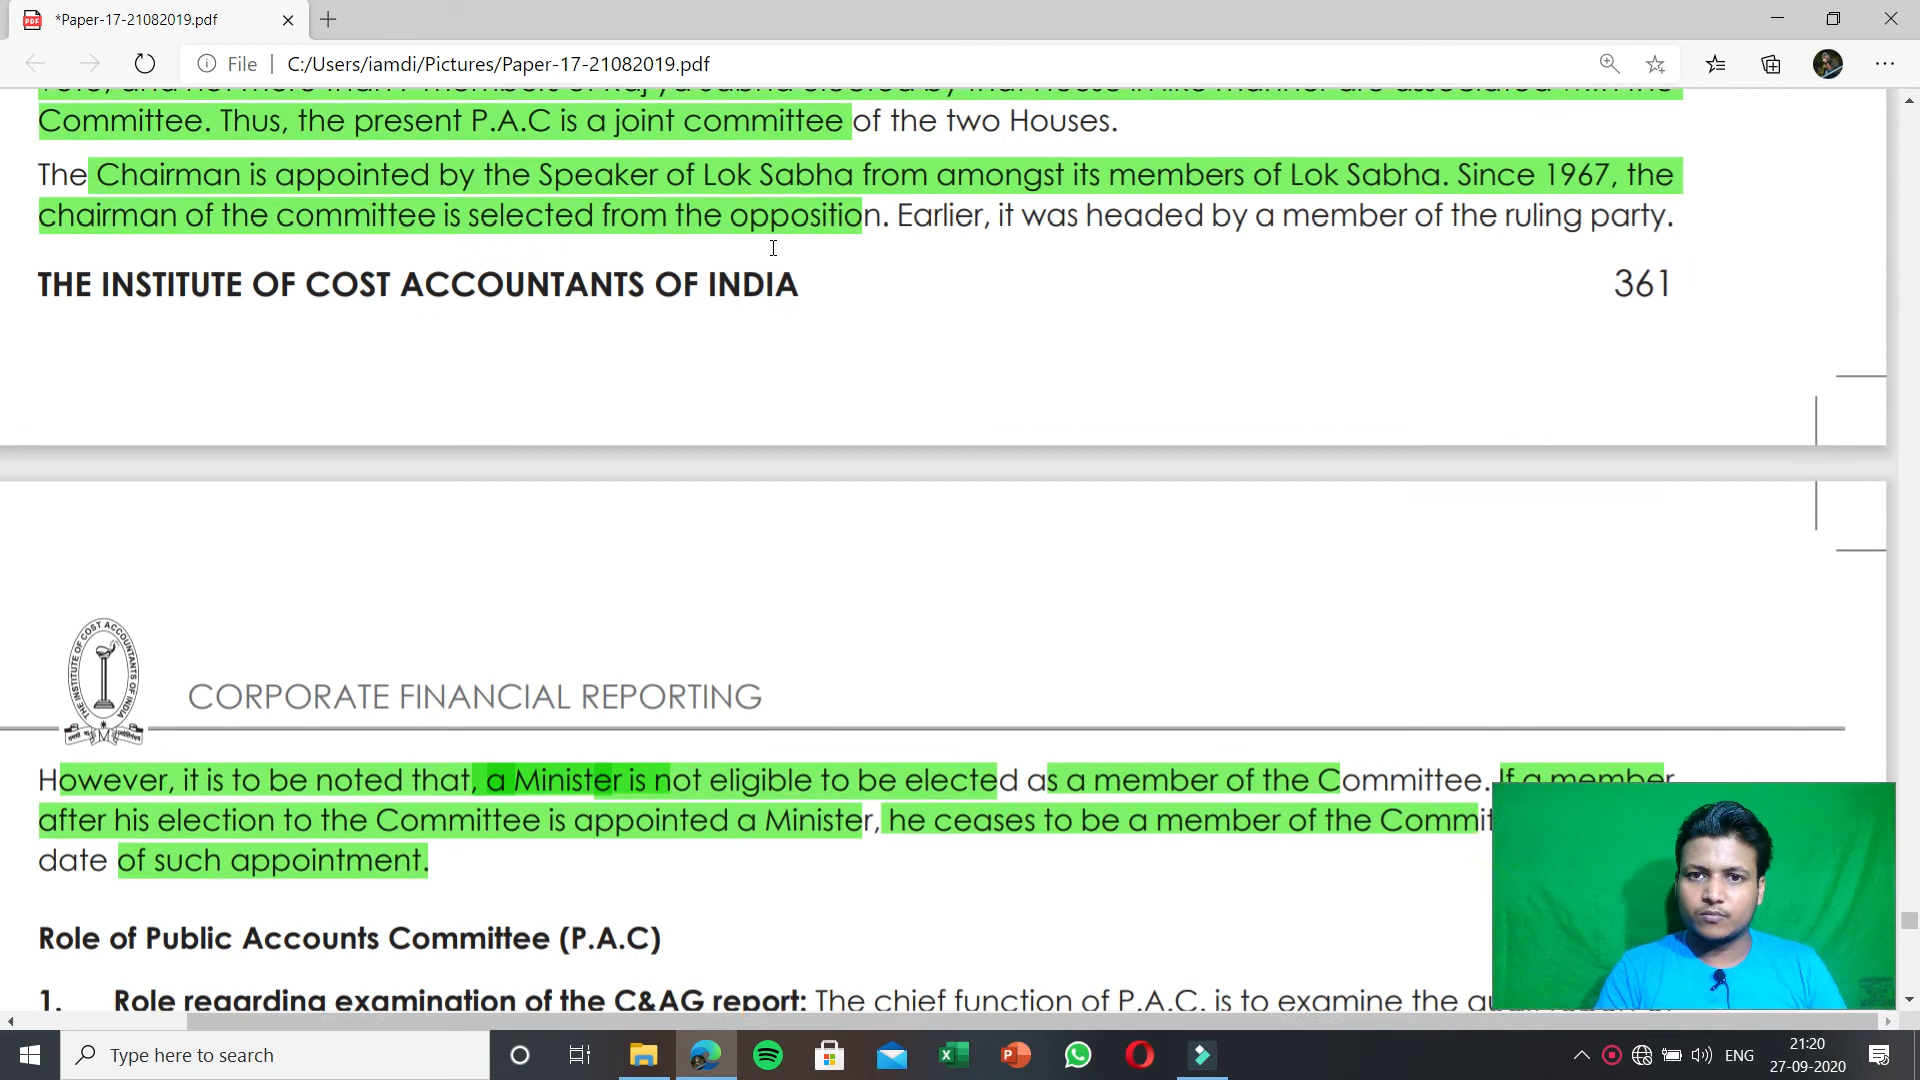 *Paper-17-21082019.pdf
File | C:/Users/iamdi/Pictures/Paper-17-21082019.pdf
Committee. Thus, the present P.A.C is a joint committee of the two Houses.
The Chairman is appointed by the Speaker of Lok Sabha from amongst its members of Lok Sabha. Since 1967, the
chairman of the committee is selected from the opposition. Earlier, it was headed by a member of the ruling party.
THE INSTITUTE OF COST ACCOUNTANTS OF INDIA 361
THE INSTITUTE OF COST ACCOUNTANTS OF INDIA
CORPORATE FINANCIAL REPORTING
However, it is to be noted that, a Minister is not eligible to be elected as a member of the Committee. If a member
after his election to the Committee is appointed a Minister, he ceases to be a member of the Commit
date of such appointment.
Role of Public Accounts Committee (P.A.C)
1. Role regarding examination of the C&AG report: The chief function of P.A.C. is to examine the
Type here to search
ENG
21:20
27-09-2020